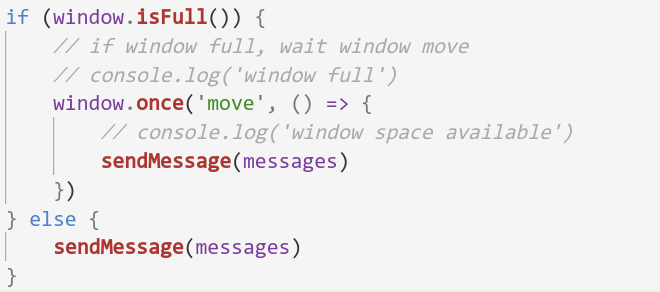 if (window.isFull()) {
    // if window full, wait window move
    // console.log('window full')
    window.once('move', () => {
        // console.log('window space available')
        sendMessage(messages)
    })
} else {
    sendMessage(messages)
}